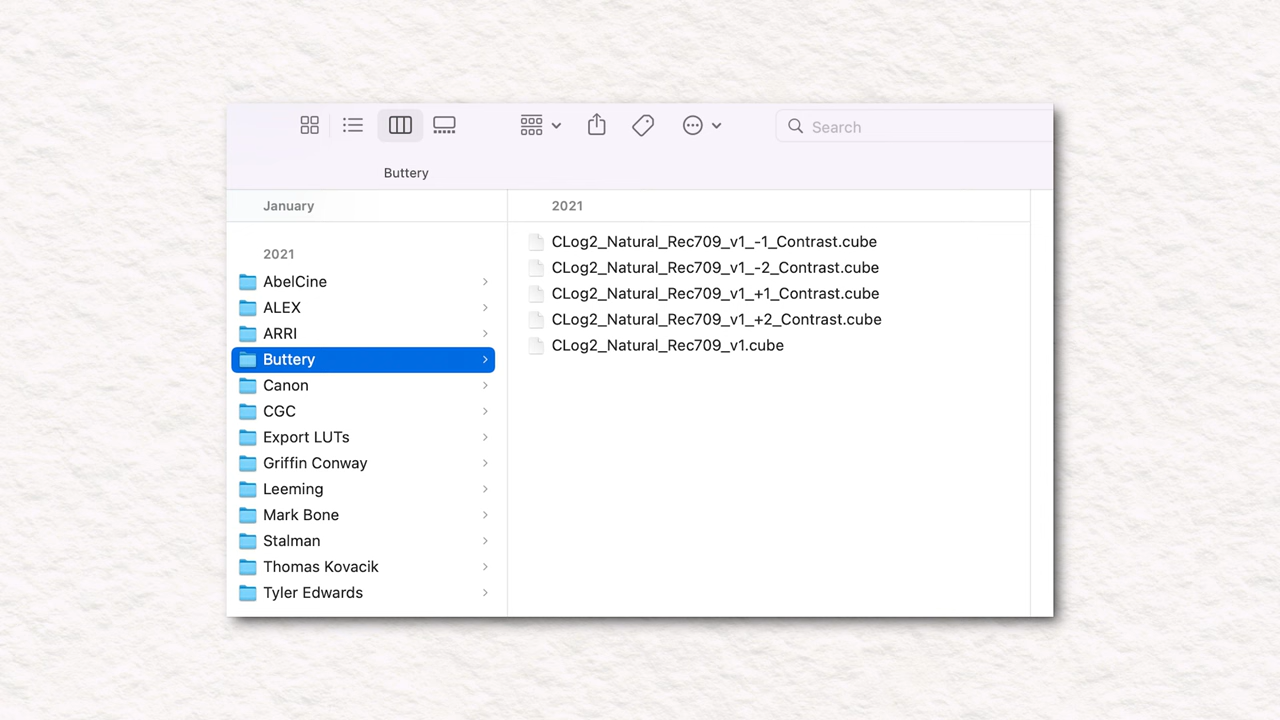 Search
Buttery
January
2021
AbelCine
ALEX
ARRI
Buttery
Canon
CGC
Export LUTs
Griffin Conway
Leeming
Mark Bone
Stalman
Thomas Kovacik
Tyler Edwards
2021
CLog2_Natural_Rec709_v1_-1_Contrast.cube
CLog2_Natural_Rec709_v1_-2_Contrast.cube
CLog2_Natural_Rec709_v1_+1_Contrast.cube
CLog2_Natural_Rec709_v1_+2_Contrast.cube
CLog2_Natural_Rec709_v1.cube